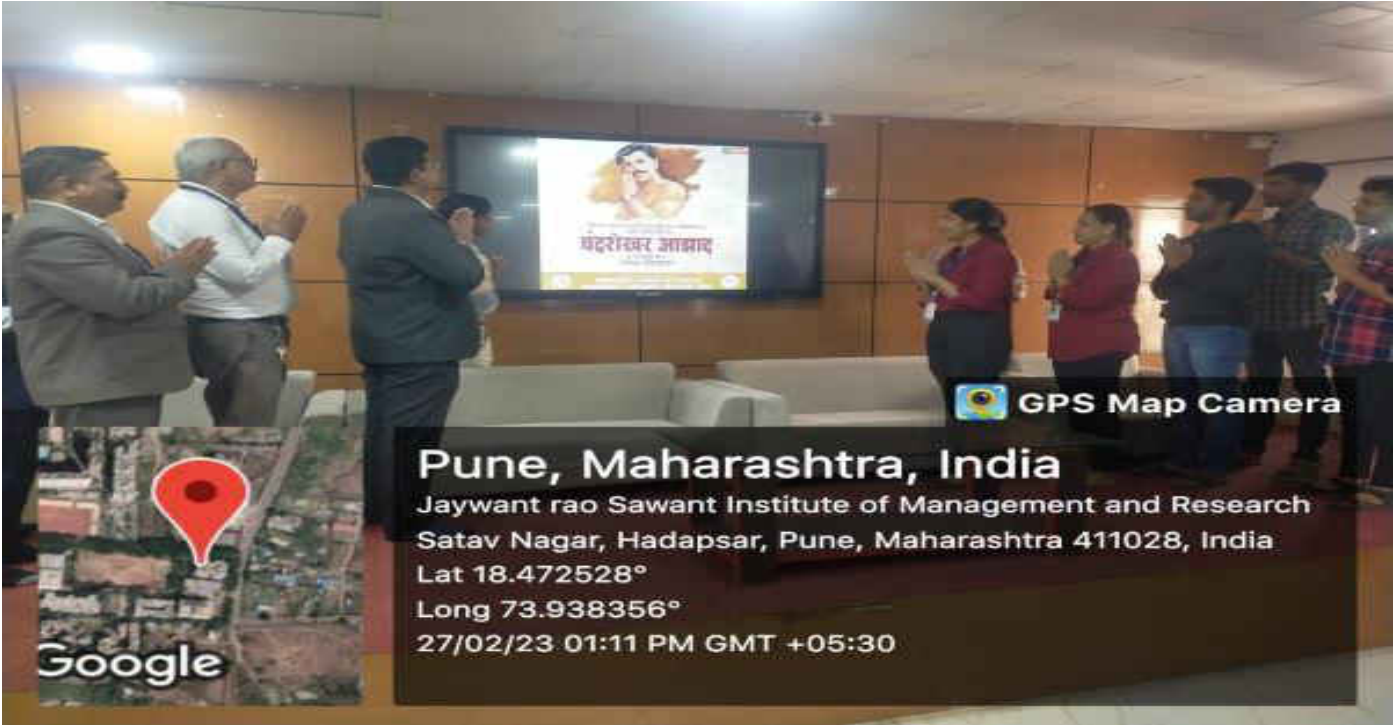 चंद्रशेखर आझाद
GPS Map Camera
Pune, Maharashtra, India
Jaywant rao Sawant Institute of Management and Research
Satav Nagar, Hadapsar, Pune, Maharashtra 411028, India
Lat 18.472528°
Long 73.938356°
27/02/23 01:11 PM GMT +05:30
Google